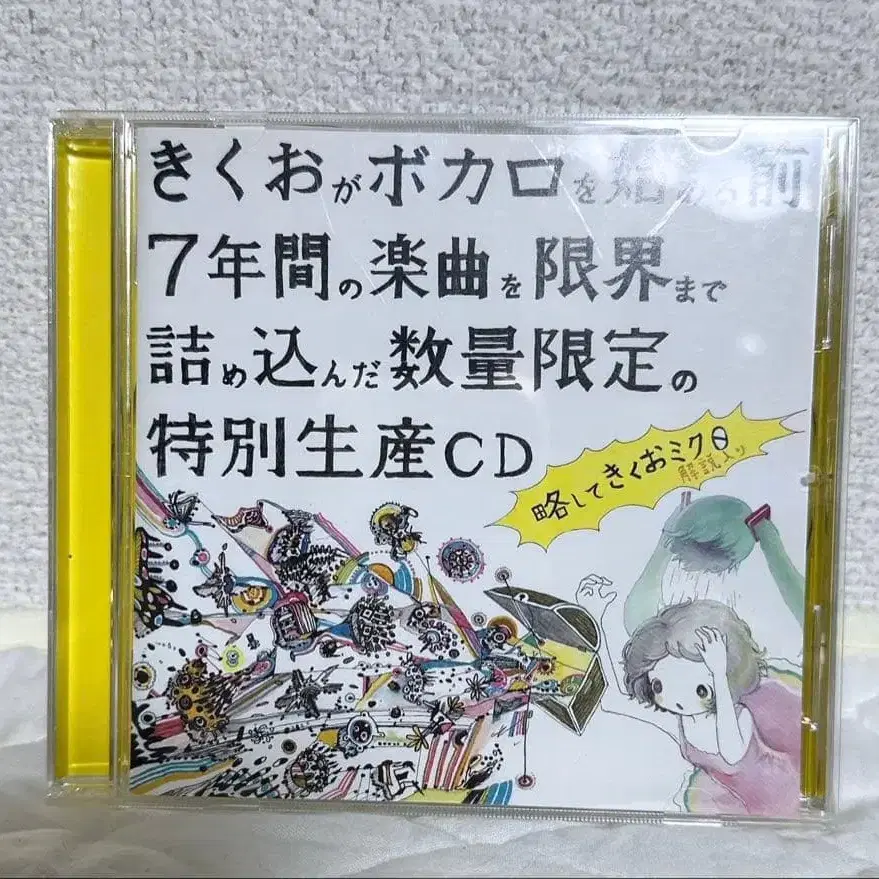 きくおがボカロを始める前
7年間の楽曲を限界まで
詰め込んだ数量限定の
特別生産CD
略してきくおミク0
解説入り